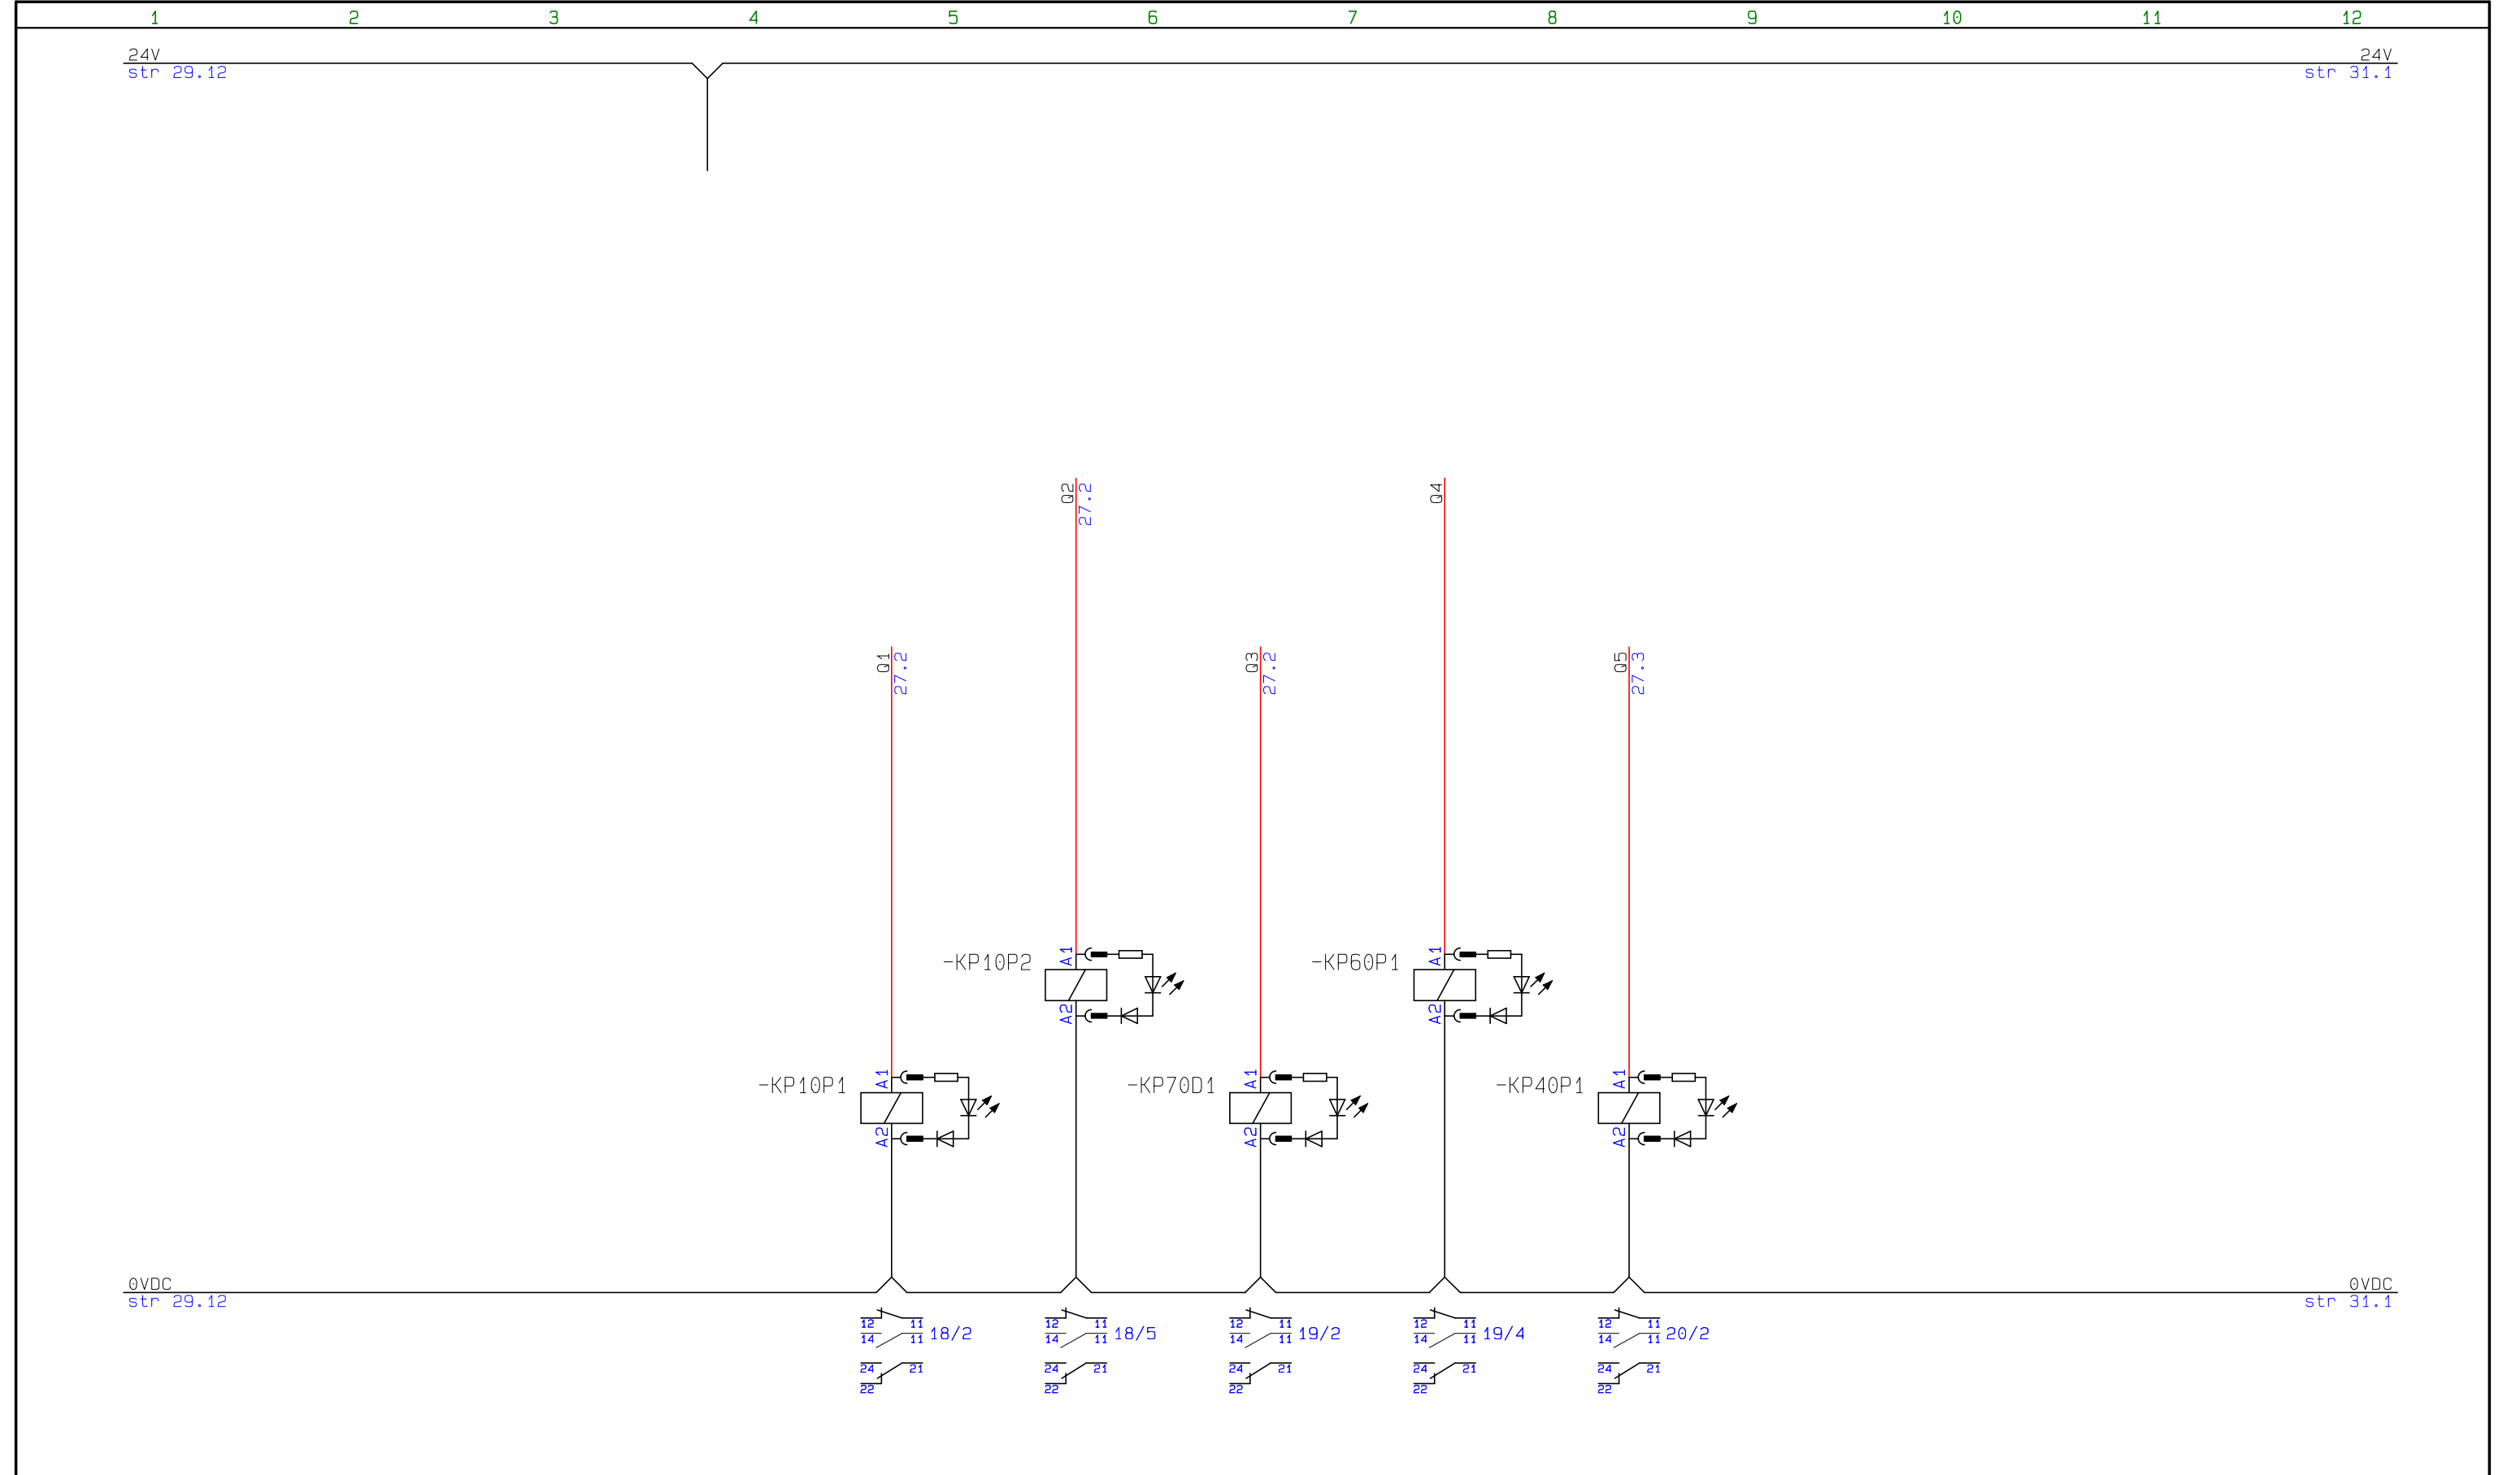 1 2 3 4 5 6 7 8 9 10 11 12
24V 24V
str 29.12 str 31.1
Q2
27.2
Q4
Q1
27.2
Q3
27.2
Q5
27.3
-KP10P2 A1 -KP60P1 A1
A2 A2
-KP10P1 A1 -KP70D1 A1 -KP40P1 A1
A2 A2 A2
0VDC 0VDC
str 29.12 str 31.1
12 11 12 11 12 11 12 11 12 11
14 11 18/2 14 11 18/5 14 11 19/2 14 11 19/4 14 11 20/2
24 21 24 21 24 21 24 21 24 21
22 22 22 22 22